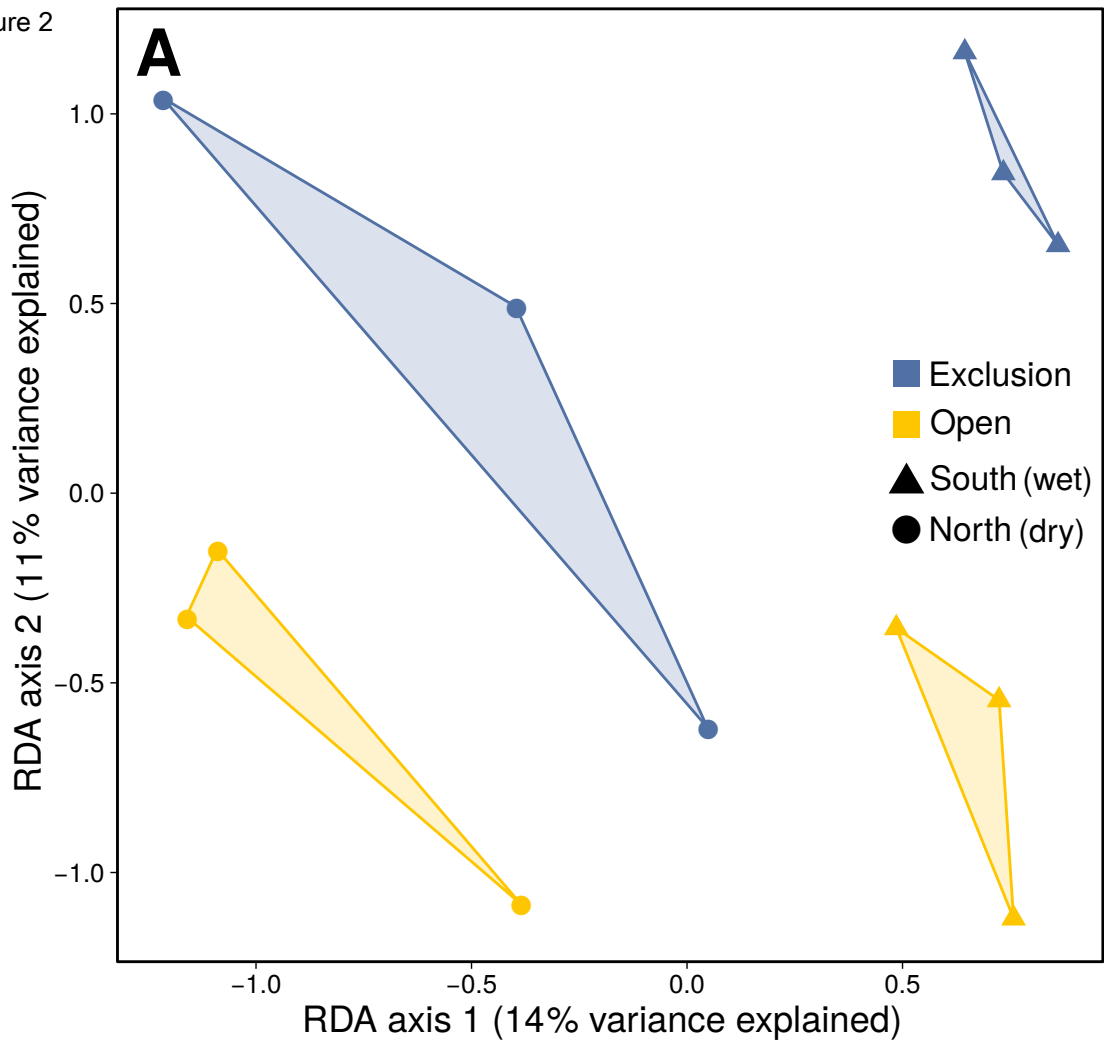 ure 2
A
1.0
0.5
0.0
−0.5
−1.0
RDA axis 2 (11% variance explained)
Exclusion
Open
South (wet)
North (dry)
−1.0 −0.5 0.0 0.5
RDA axis 1 (14% variance explained)